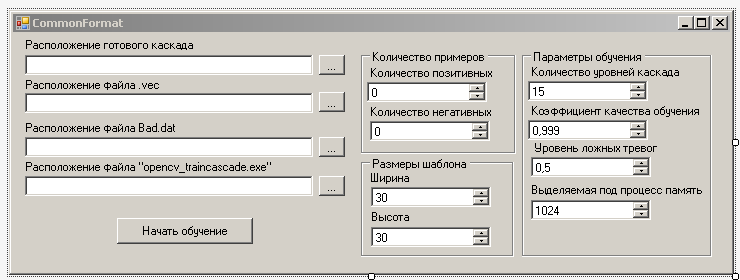 CommonFormat
Расположение готового каскада
...
Расположение файла .vec
...
Расположение файла Bad.dat
...
Расположение файла "opencv_traincascade.exe"
...
Начать обучение
Количество примеров
Количество позитивных
0
Количество негативных
0
Размеры шаблона
Ширина
30
Высота
30
Параметры обучения
Количество уровней каскада
15
Коэффициент качества обучения
0,999
Уровень ложных тревог
0,5
Выделяемая под процесс память
1024